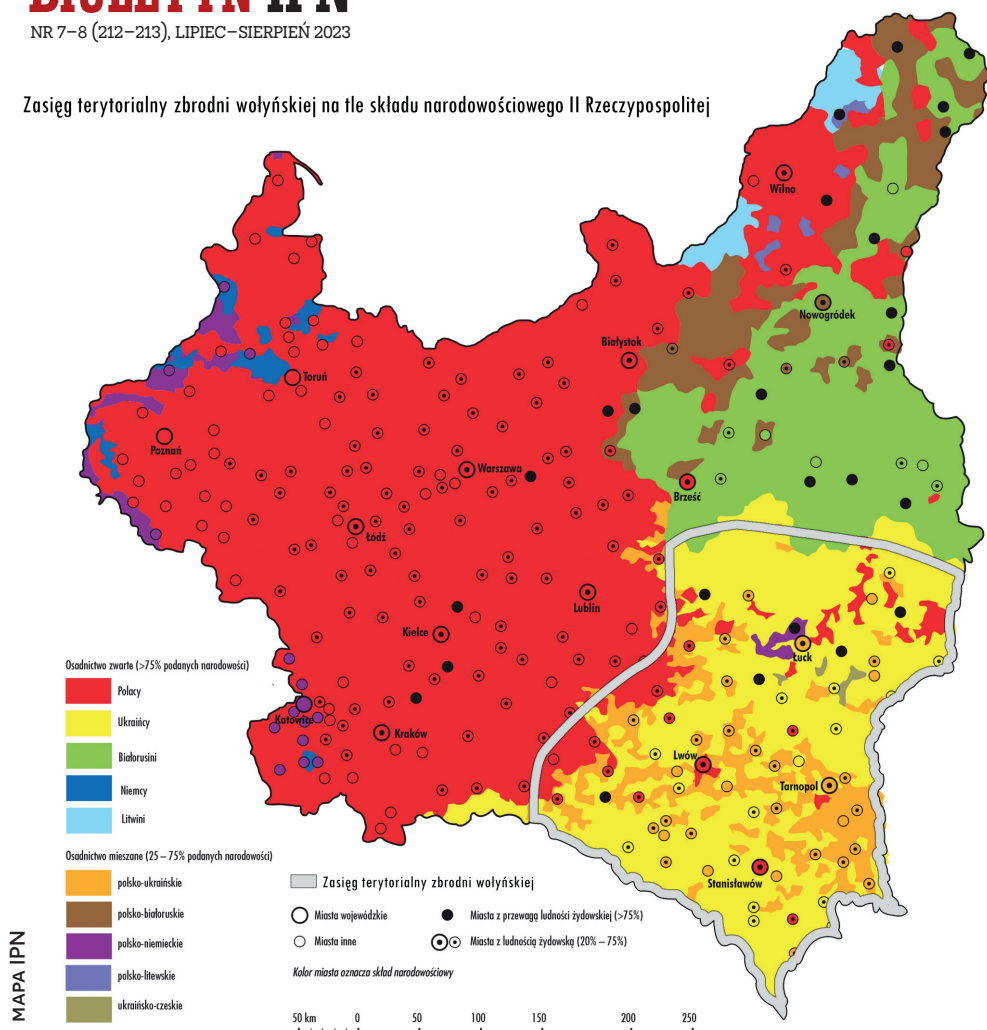 BIULETYN IPN
NR 7–8 (212–213), LIPIEC–SIERPIEŃ 2023
Zasięg terytorialny zbrodni wołyńskiej na tle składu narodowościowego II Rzeczypospolitej
Wilno
Nowogródek
Białystok
Toruń
Poznań
Warszawa
Brześć
Łódź
Lublin
Kielce
Łuck
Katowice
Kraków
Lwów
Tarnopol
Stanisławów
Osadnictwo zwarte (>75% podanych narodowości)
Polacy
Ukraińcy
Białorusini
Niemcy
Litwini
Osadnictwo mieszane (25 – 75% podanych narodowości)
polsko-ukraińskie
polsko-białoruskie
polsko-niemieckie
polsko-litewskie
ukraińsko-czeskie
Zasięg terytorialny zbrodni wołyńskiej
Miasta wojewódzkie
Miasta z przewagą ludności żydowskiej (>75%)
Miasta inne
Miasta z ludnością żydowską (20% – 75%)
Kolor miasta oznacza skład narodowościowy
50 km 0 50 100 150 200 250
MAPA IPN